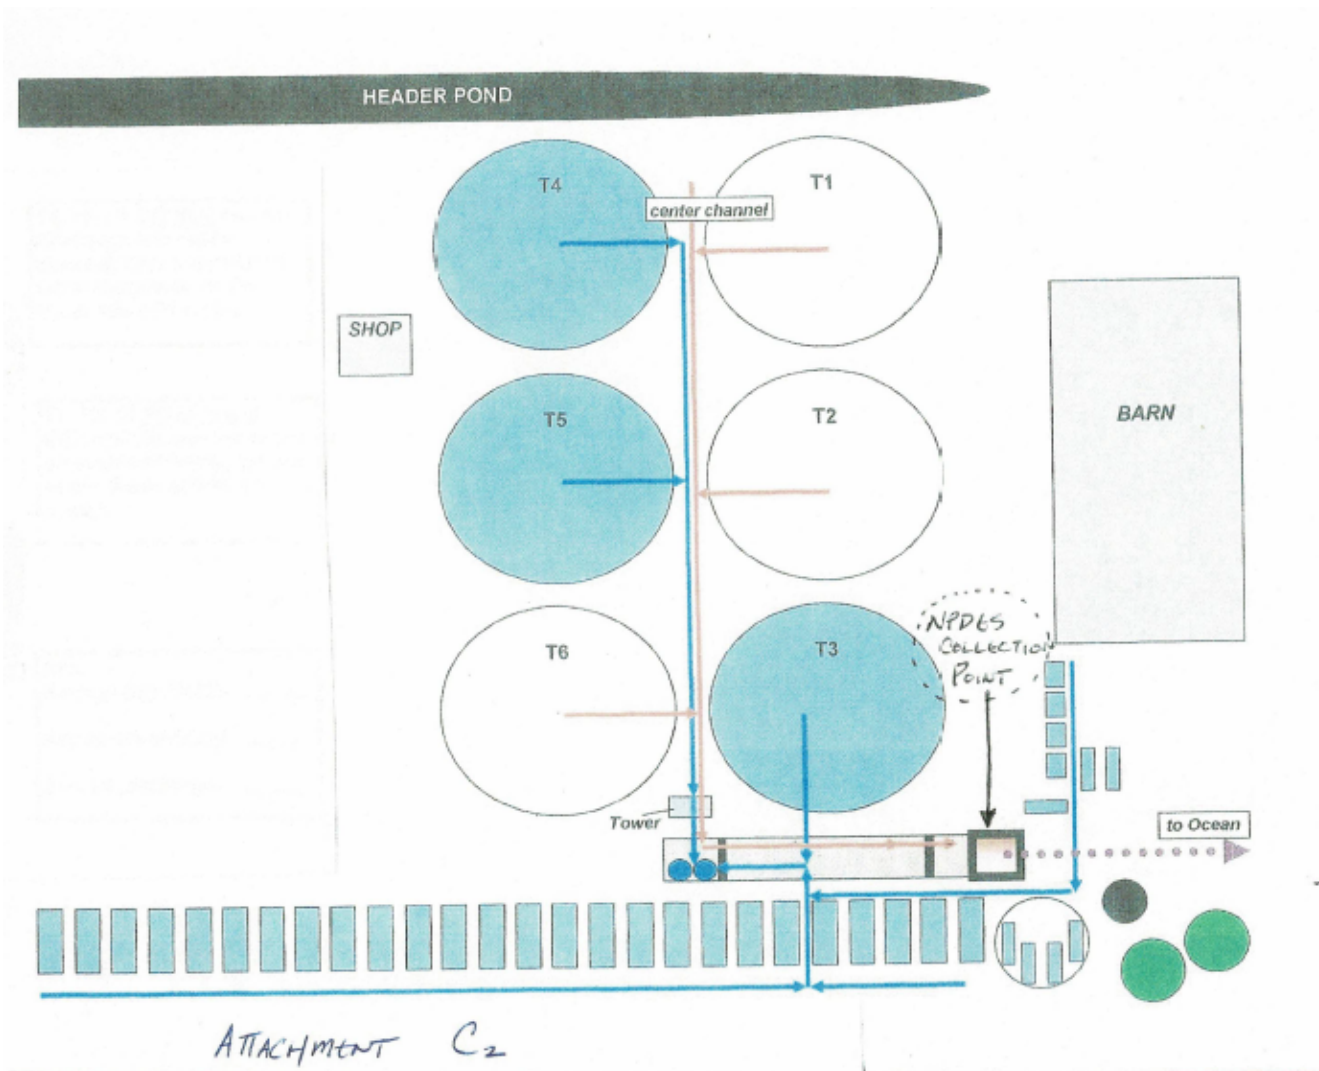 HEADER POND
T4
T1
center channel
SHOP
T5
T2
BARN
T6
T3
NPDES
COLLECTION
POINT
Tower
to Ocean
ATTACHMENT C2